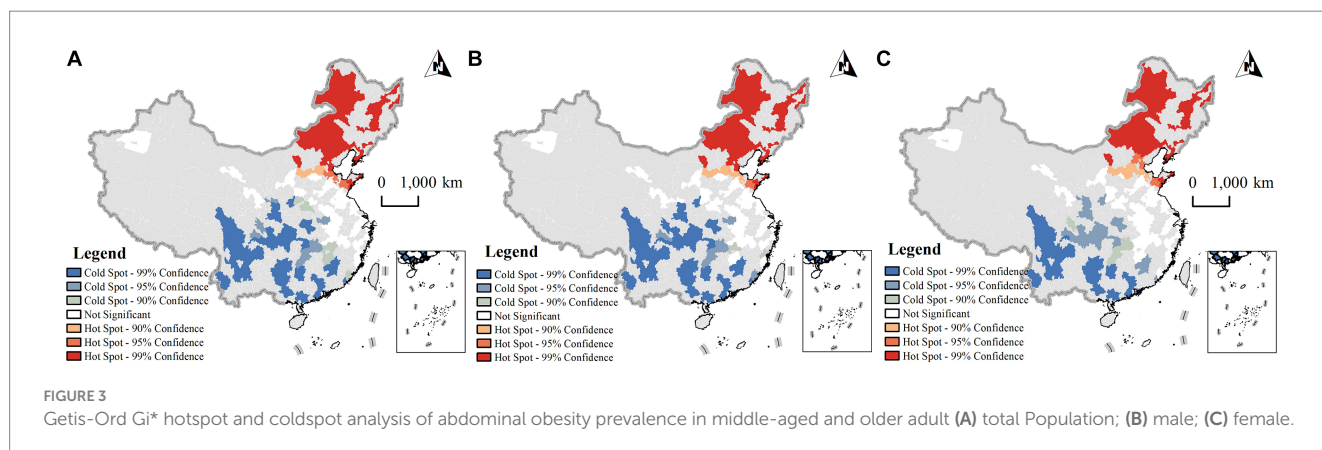 A
N
0 1,000 km
Legend
Cold Spot - 99% Confidence
Cold Spot - 95% Confidence
Cold Spot - 90% Confidence
Not Significant
Hot Spot - 90% Confidence
Hot Spot - 95% Confidence
Hot Spot - 99% Confidence
B
N
0 1,000 km
Legend
Cold Spot - 99% Confidence
Cold Spot - 95% Confidence
Cold Spot - 90% Confidence
Not Significant
Hot Spot - 90% Confidence
Hot Spot - 95% Confidence
Hot Spot - 99% Confidence
C
N
0 1,000 km
Legend
Cold Spot - 99% Confidence
Cold Spot - 95% Confidence
Cold Spot - 90% Confidence
Not Significant
Hot Spot - 90% Confidence
Hot Spot - 95% Confidence
Hot Spot - 99% Confidence
FIGURE 3
Getis-Ord Gi* hotspot and coldspot analysis of abdominal obesity prevalence in middle-aged and older adult (A) total Population; (B) male; (C) female.